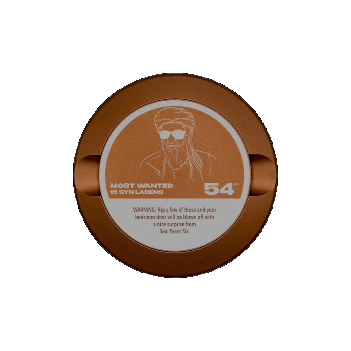 MOST WANTED
15 SYN LADENS
54
WARNING: Rip a few of these and your
bedroom door will be blown off with
a nice surprise from
Seal Team Six.